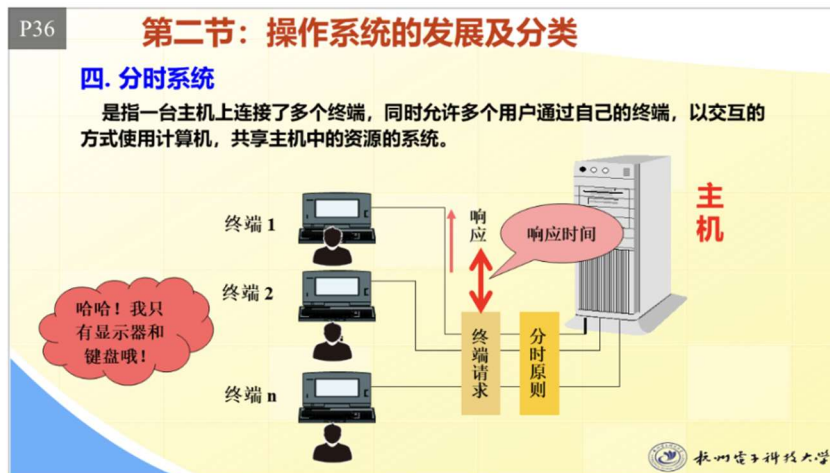 P36
第二节：操作系统的发展及分类
四. 分时系统
是指一台主机上连接了多个终端，同时允许多个用户通过自己的终端，以交互的
方式使用计算机，共享主机中的资源的系统。
终端 1
响应
响应时间
主机
终端 2
哈哈！我只
有显示器和
键盘哦！
终端请求
分时原则
终端 n
杭州电子科技大学